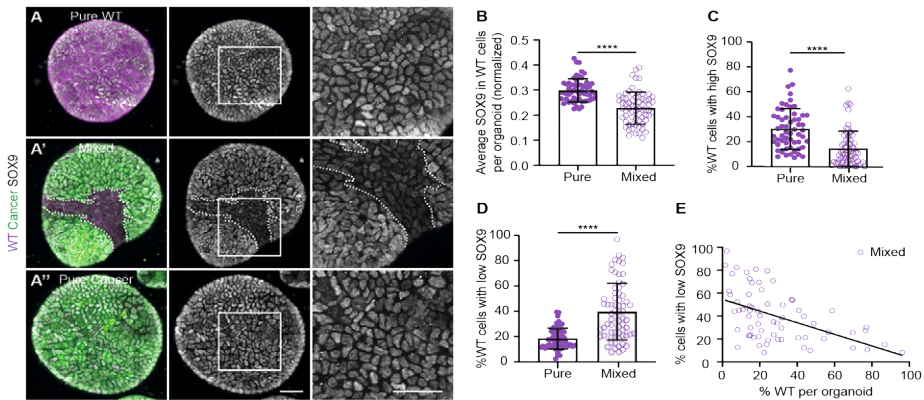 A
Pure WT
A'
Mixed
A"
Pure Cancer
WT Cancer SOX9
B
Average SOX9 in WT cells
per organoid (normalized)
0.5
0.4
0.3
0.2
0.1
0.0
****
Pure
Mixed
C
%WT cells with high SOX9
100
80
60
40
20
0
****
Pure
Mixed
D
%WT cells with low SOX9
100
80
60
40
20
0
****
Pure
Mixed
E
% cells with low SOX9
100
80
60
40
20
0
Mixed
0
20
40
60
80
100
% WT per organoid